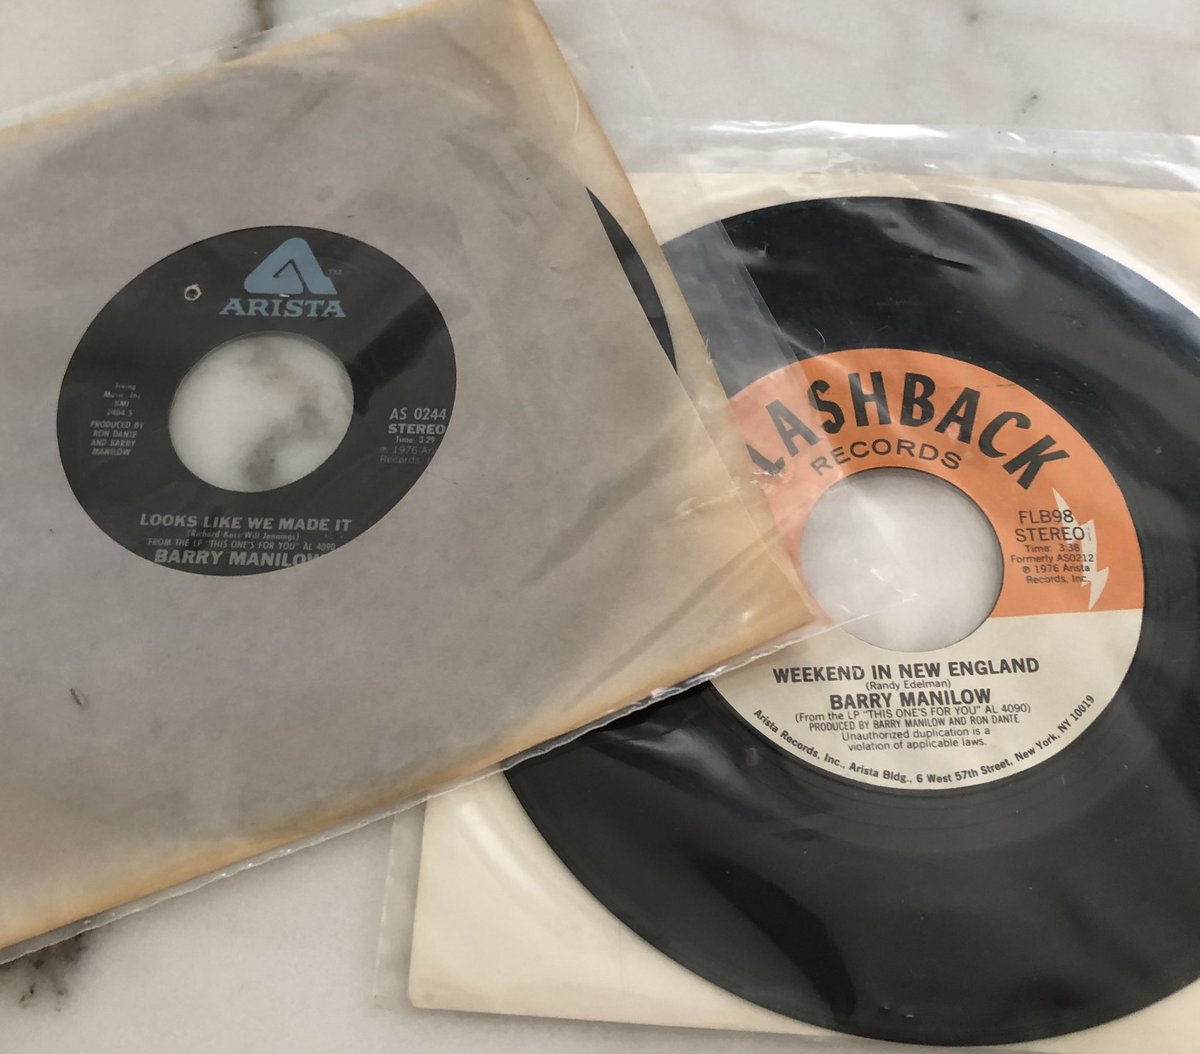 ARISTA
TM
Irving
Music Inc
BMI
2404 S
PRODUCED BY
RON DANTE
AND BARRY
MANILOW
AS 0244
STEREO
Time: 3:29
℗ 1976 Ari
Records, I
LOOKS LIKE WE MADE IT
(Richard Kerr Will Jennings)
FROM THE LP "THIS ONE'S FOR YOU" AL 4090
BARRY MANILOW
LASHBACK
RECORDS
FLB98
STEREO
Time: 3:38
Formerly AS0212
℗ 1976 Arista
Records, Inc.
WEEKEND IN NEW ENGLAND
(Randy Edelman)
BARRY MANILOW
(From the LP "THIS ONE'S FOR YOU" AL 4090)
PRODUCED BY BARRY MANILOW AND RON DANTE
Unauthorized duplication is a
violation of applicable laws.
Arista Records, Inc., Arista Bldg., 6 West 57th Street, New York, NY 10019